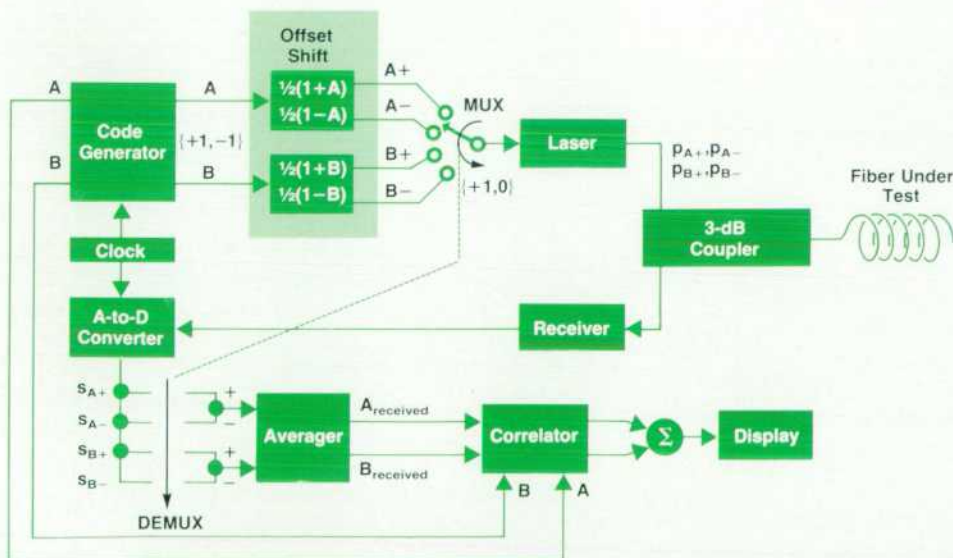 Offset
Shift
A
Code
Generator
B
A
{+1,-1}
B
½(1+A)
½(1-A)
½(1+B)
½(1-B)
A+
A-
B+
B-
MUX
{+1,0}
Laser
pA+,pA-
pB+,pB-
Fiber Under
Test
3-dB
Coupler
Clock
A-to-D
Converter
Receiver
sA+
sA-
sB+
sB-
+
-
+
-
DEMUX
Averager
Areceived
Breceived
Correlator
B
A
Σ
Display